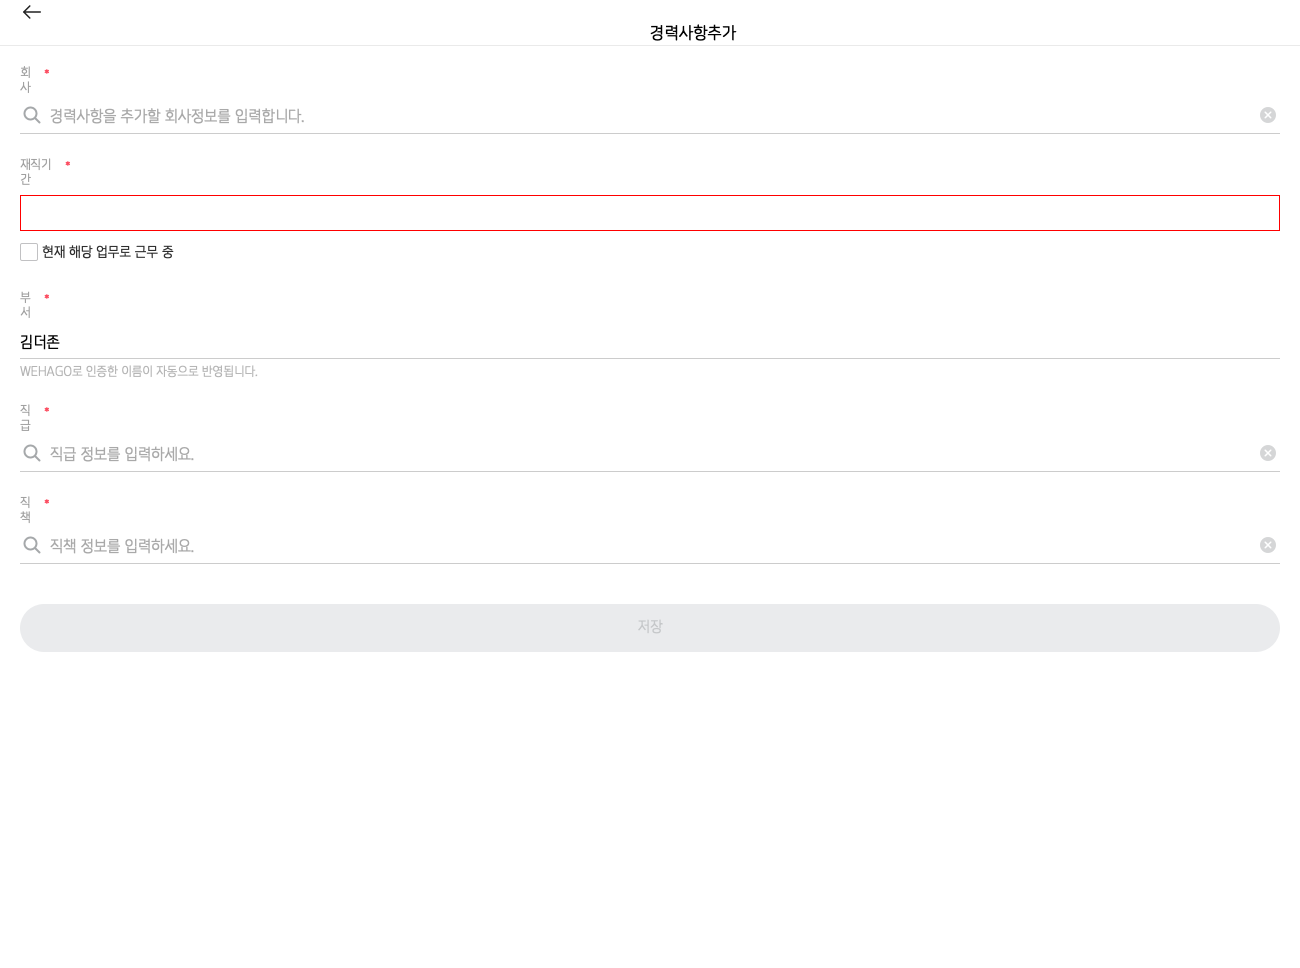 경력사항추가
회 *
사
경력사항을 추가할 회사정보를 입력합니다.
재직기 *
간
현재 해당 업무로 근무 중
부 *
서
김더존
WEHAGO로 인증한 이름이 자동으로 반영됩니다.
직 *
급
직급 정보를 입력하세요.
직 *
책
직책 정보를 입력하세요.
저장